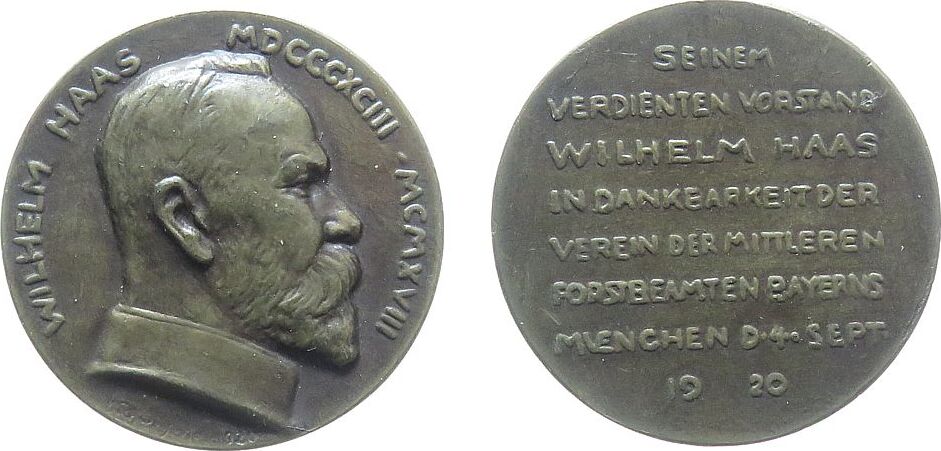 WILHELM HAAS MDCCCXCIII - MCMXVIII
1920
SEINEM
VERDIENTEN VORSTAND
WILHELM HAAS
IN DANKBARKEIT DER
VEREIN DER MITTLEREN
FORSTBEAMTEN BAYERNS
MUENCHEN D·4· SEPT·
19 20